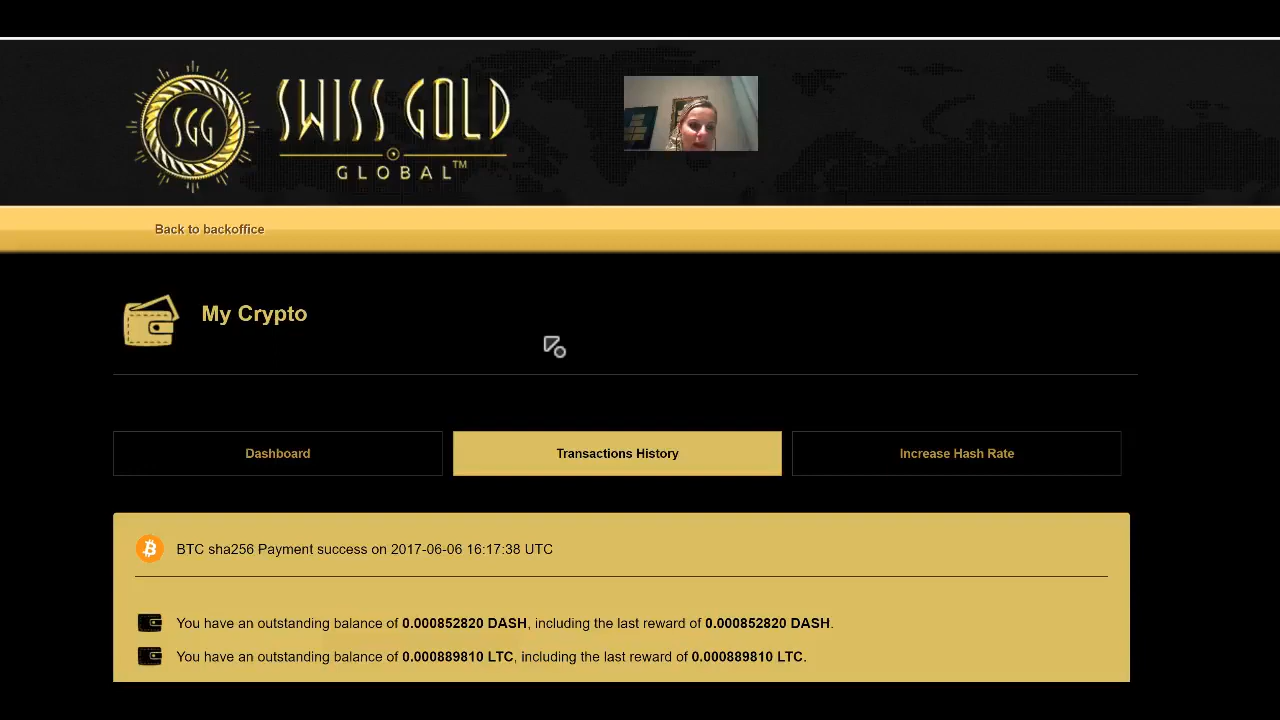 SGG
SWISS GOLD
GLOBAL™
Back to backoffice
My Crypto
Dashboard
Transactions History
Increase Hash Rate
BTC sha256 Payment success on 2017-06-06 16:17:38 UTC
You have an outstanding balance of 0.000852820 DASH, including the last reward of 0.000852820 DASH.
You have an outstanding balance of 0.000889810 LTC, including the last reward of 0.000889810 LTC.